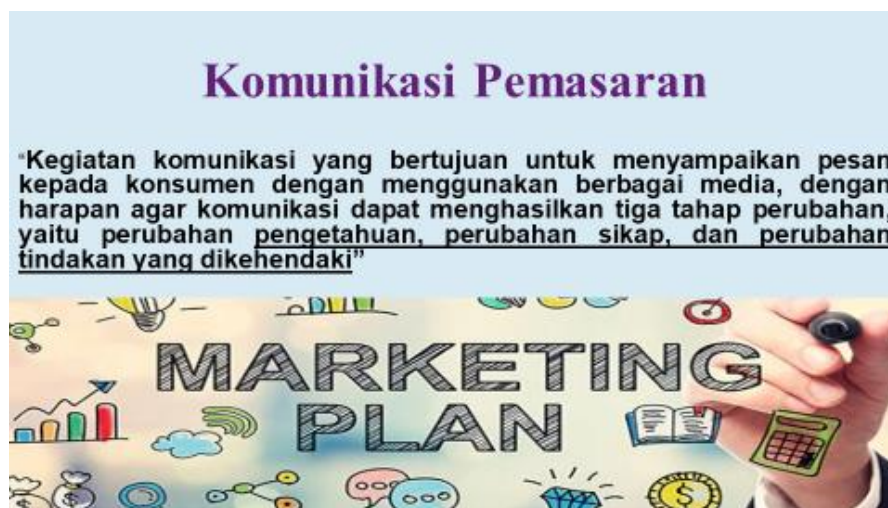 Komunikasi Pemasaran
“Kegiatan komunikasi yang bertujuan untuk menyampaikan pesan
kepada konsumen dengan menggunakan berbagai media, dengan
harapan agar komunikasi dapat menghasilkan tiga tahap perubahan,
yaitu perubahan pengetahuan, perubahan sikap, dan perubahan
tindakan yang dikehendaki”
MARKETING
PLAN